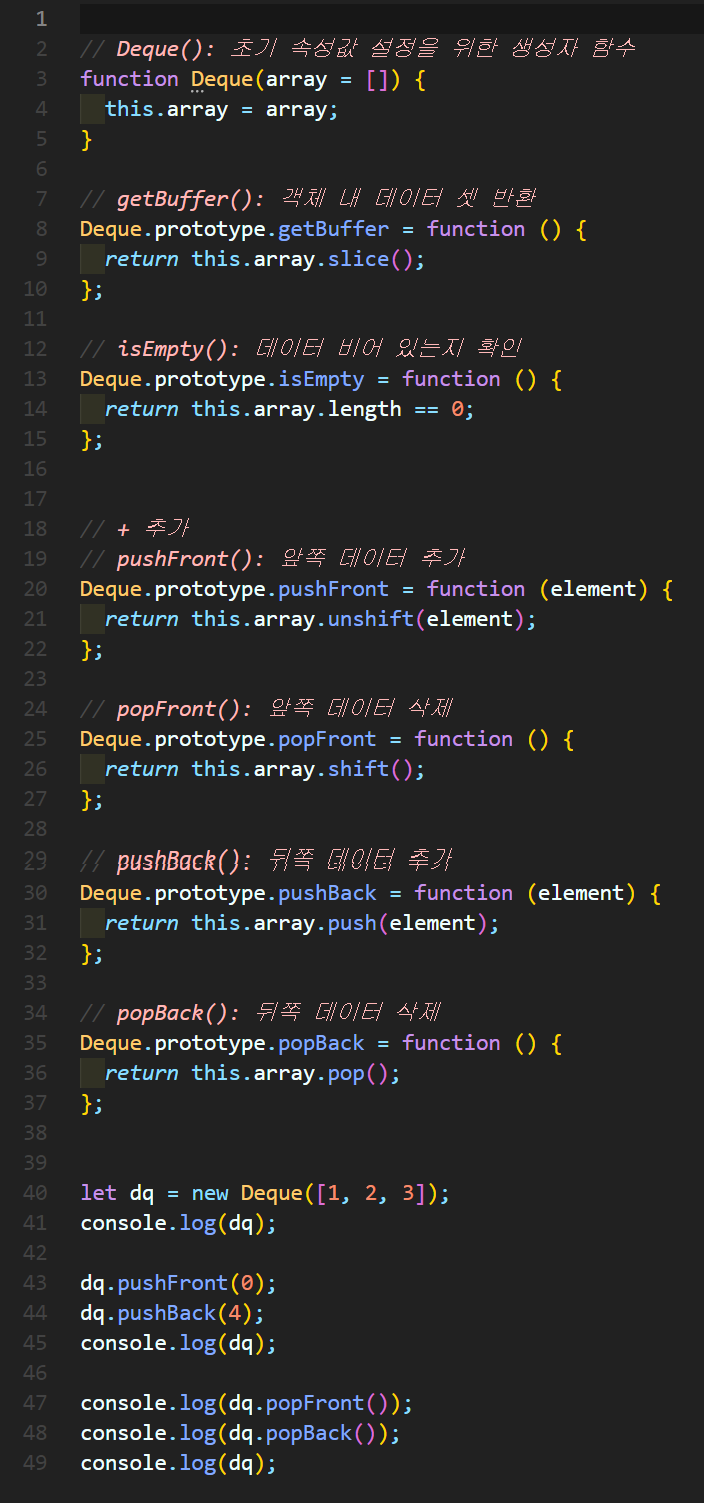 1
2 // Deque(): 초기 속성값 설정을 위한 생성자 함수
3 function Deque(array = []) {
4 this.array = array;
5 }
6
7 // getBuffer(): 객체 내 데이터 셋 반환
8 Deque.prototype.getBuffer = function () {
9 return this.array.slice();
10 };
11
12 // isEmpty(): 데이터 비어 있는지 확인
13 Deque.prototype.isEmpty = function () {
14 return this.array.length == 0;
15 };
16
17
18 // + 추가
19 // pushFront(): 앞쪽 데이터 추가
20 Deque.prototype.pushFront = function (element) {
21 return this.array.unshift(element);
22 };
23
24 // popFront(): 앞쪽 데이터 삭제
25 Deque.prototype.popFront = function () {
26 return this.array.shift();
27 };
28
29 // pushBack(): 뒤쪽 데이터 추가
30 Deque.prototype.pushBack = function (element) {
31 return this.array.push(element);
32 };
33
34 // popBack(): 뒤쪽 데이터 삭제
35 Deque.prototype.popBack = function () {
36 return this.array.pop();
37 };
38
39
40 let dq = new Deque([1, 2, 3]);
41 console.log(dq);
42
43 dq.pushFront(0);
44 dq.pushBack(4);
45 console.log(dq);
46
47 console.log(dq.popFront());
48 console.log(dq.popBack());
49 console.log(dq);